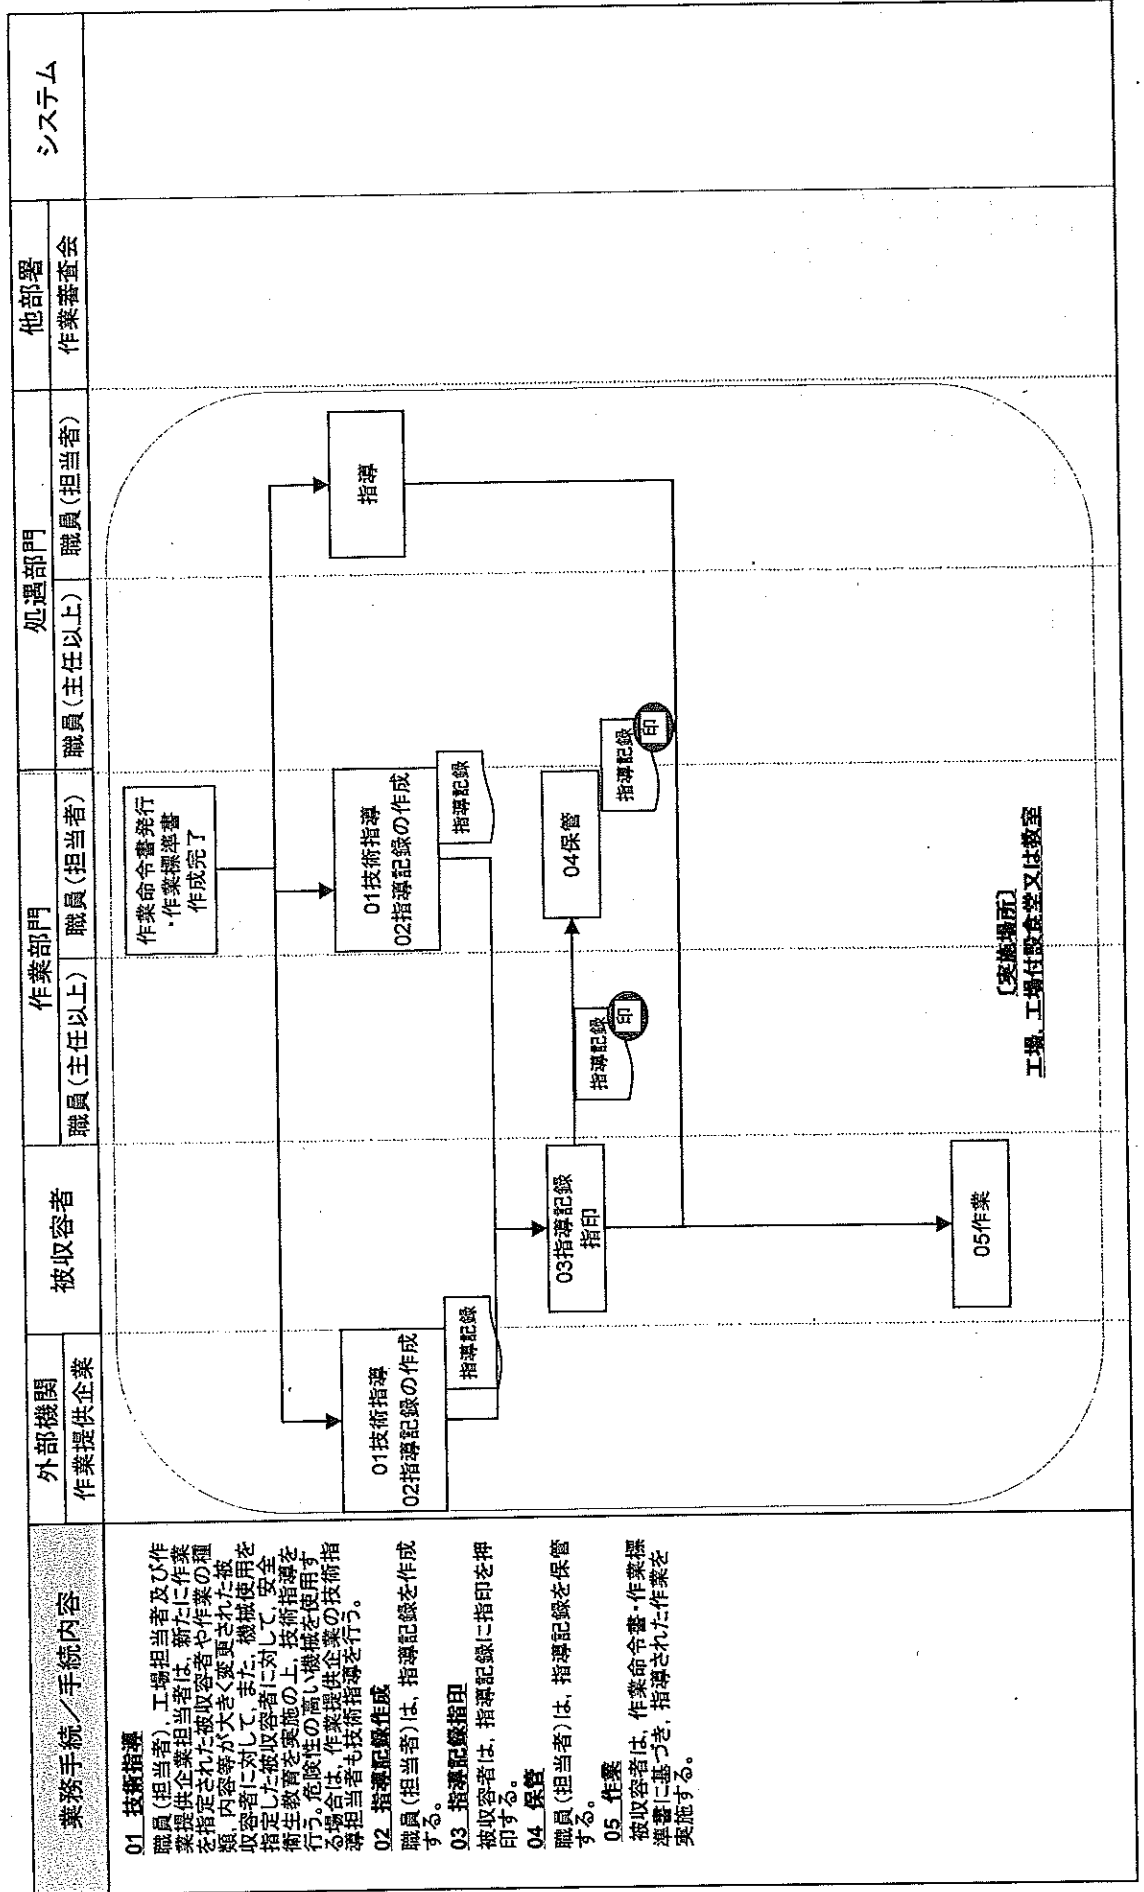 業務手続／手続内容
外部機関
作業提供企業
被収容者
作業部門
職員(主任以上)
職員(担当者)
処遇部門
職員(主任以上)
職員(担当者)
他部署
作業審査会
システム
01 技術指導
職員(担当者)，工場担当者及び作
業提供企業担当者は，新たに作業
を指定された被収容者や作業の種
類，内容等が大きく変更された被
収容者に対して，また，機械使用を
指定した被収容者に対して，安全
衛生教育を実施の上，技術指導を
行う。危険性の高い機械を使用す
る場合は，作業提供企業の技術指
導担当者も技術指導を行う。
02 指導記録作成
職員(担当者)は，指導記録を作成
する。
03 指導記録指印
被収容者は，指導記録に指印を押
印する。
04 保管
職員(担当者)は，指導記録を保管
する。
05 作業
被収容者は，作業命令書・作業標
準書に基づき，指導された作業を
実施する。
作業命令書発行
・作業標準書
作成完了
01技術指導
02指導記録の作成
指導記録
01技術指導
02指導記録の作成
指導記録
指導
03指導記録
指印
指導記録
印
04保管
指導記録
印
05作業
［実施場所］
工場、工場付設食堂又は教室